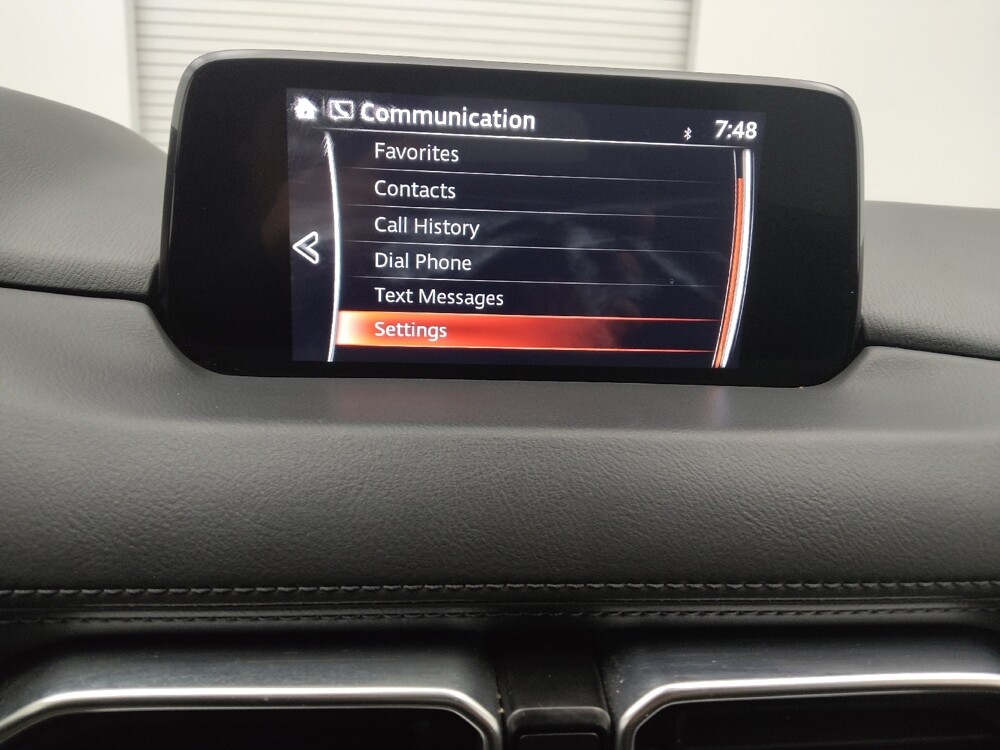 Communication
7:48
Favorites
Contacts
Call History
Dial Phone
Text Messages
Settings